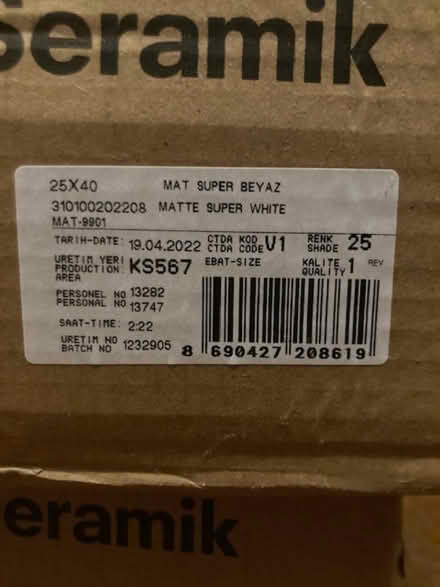 Seramik
25X40 MAT SUPER BEYAZ
310100202208 MATTE SUPER WHITE
MAT-9901
TARIH-DATE: 19.04.2022 CTDA KOD V1 RENK 25
CTDA CODE SHADE
URETIM YERI KS567 EBAT-SIZE KALITE 1 REV
PRODUCTION QUALITY
AREA
PERSONEL NO 13282
PERSONAL NO 13747
SAAT-TIME: 2:22
URETIM NO 1232905
BATCH NO
8 690427 208619
eramik